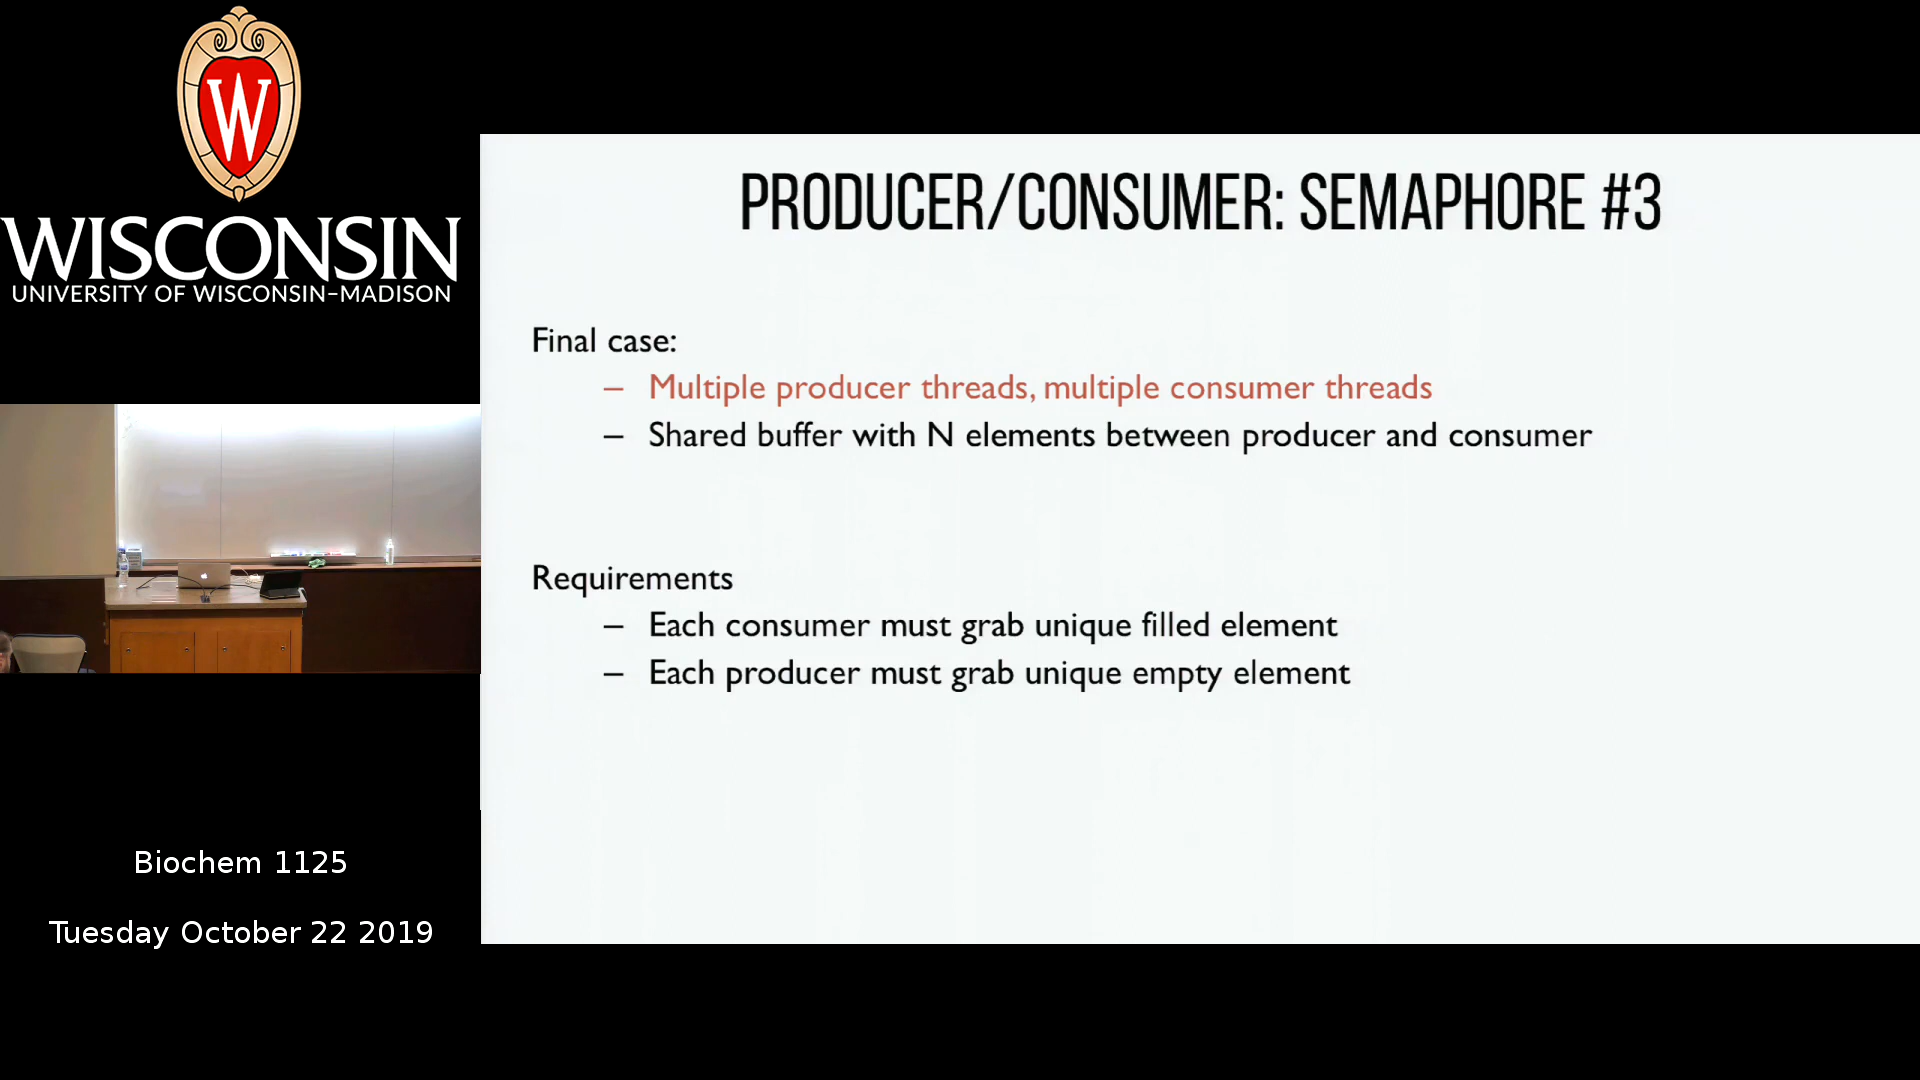 W
WISCONSIN
UNIVERSITY OF WISCONSIN–MADISON
PRODUCER/CONSUMER: SEMAPHORE #3
Final case:
– Multiple producer threads, multiple consumer threads
– Shared buffer with N elements between producer and consumer
Requirements
– Each consumer must grab unique filled element
– Each producer must grab unique empty element
Biochem 1125
Tuesday October 22 2019